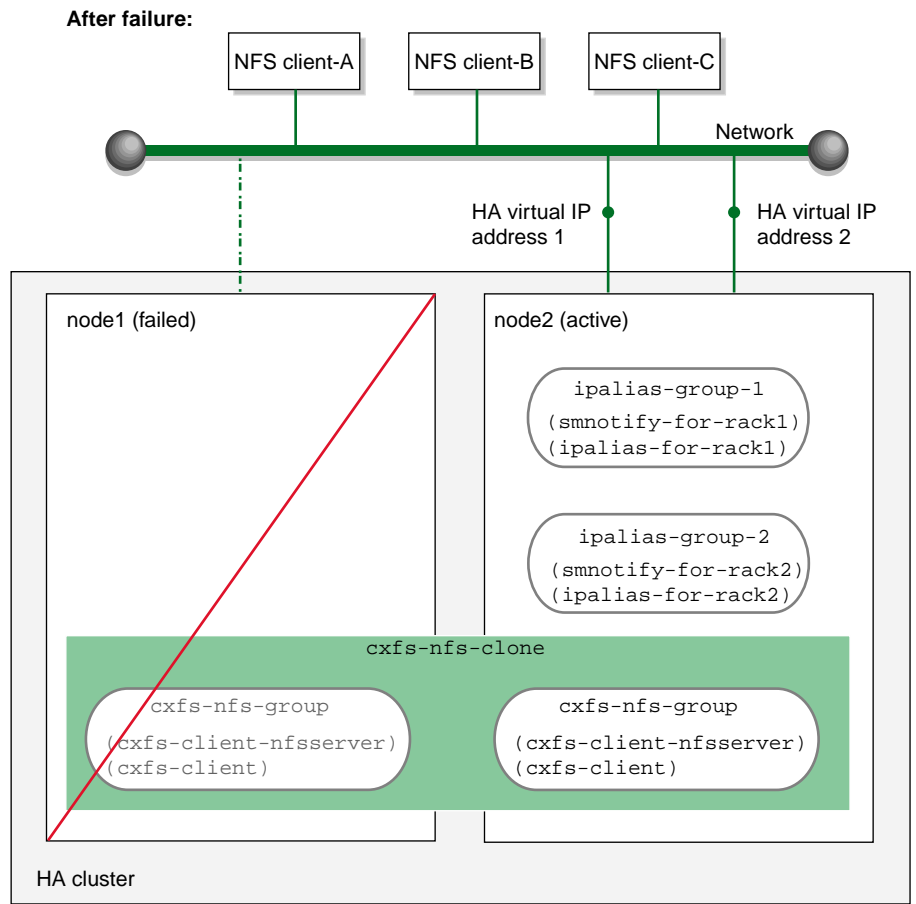 After failure:
NFS client-A
NFS client-B
NFS client-C
Network
HA virtual IP
address 1
HA virtual IP
address 2
node1 (failed)
node2 (active)
ipalias-group-1
(smnotify-for-rack1)
(ipalias-for-rack1)
ipalias-group-2
(smnotify-for-rack2)
(ipalias-for-rack2)
cxfs-nfs-clone
cxfs-nfs-group
(cxfs-client-nfsserver)
(cxfs-client)
cxfs-nfs-group
(cxfs-client-nfsserver)
(cxfs-client)
HA cluster